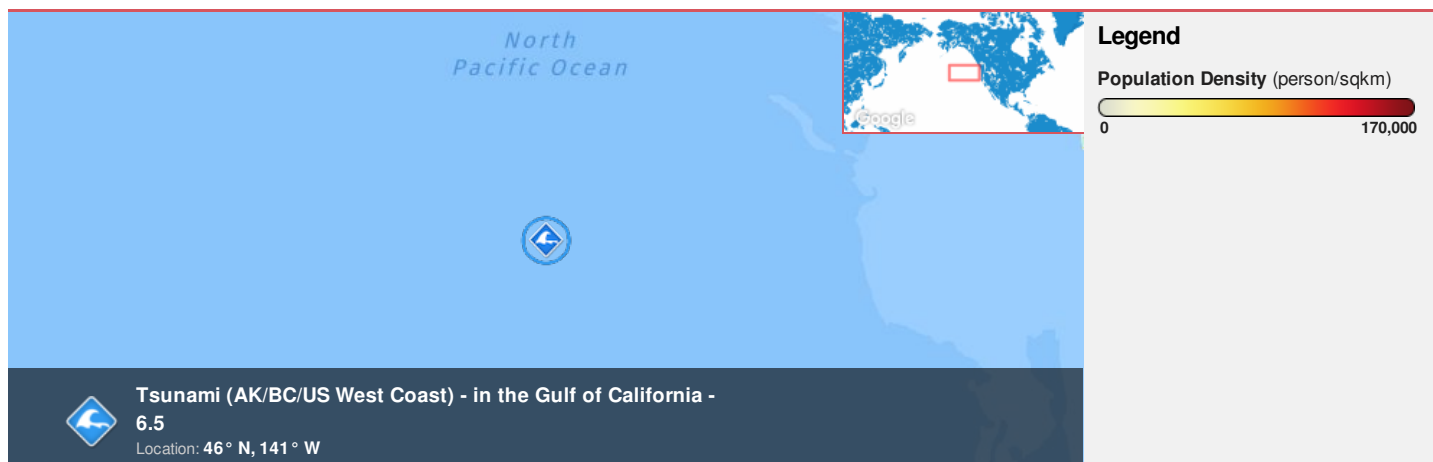 North
Pacific Ocean
Google
Legend
Population Density (person/sqkm)
0 170,000
Tsunami (AK/BC/US West Coast) - in the Gulf of California -
6.5
Location: 46° N, 141° W